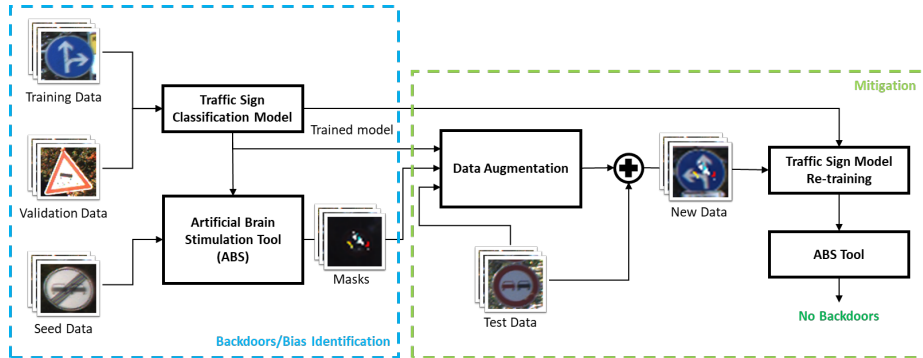 Training Data
Validation Data
Seed Data
Traffic Sign
Classification Model
Trained model
Artificial Brain
Stimulation Tool
(ABS)
Masks
Backdoors/Bias Identification
Mitigation
Data Augmentation
Test Data
New Data
Traffic Sign Model
Re-training
ABS Tool
No Backdoors